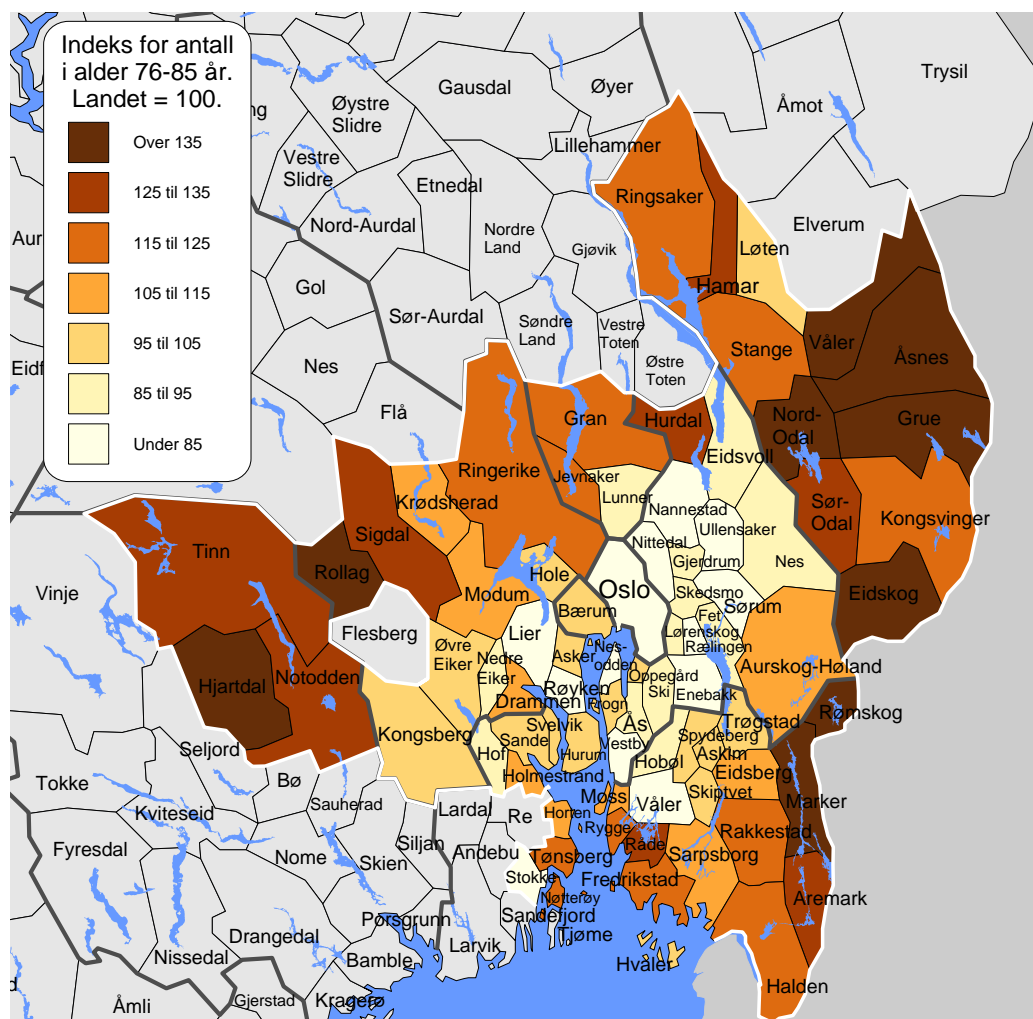 Indeks for antall
i alder 76-85 år.
Landet = 100.
Over 135
125 til 135
115 til 125
105 til 115
95 til 105
85 til 95
Under 85
Trysil
Gausdal
Øyer
Åmot
Øystre
Slidre
ng
Lillehammer
Vestre
Slidre
Etnedal
Ringsaker
Nord-Aurdal
Nordre
Land
Elverum
Aur
Gjøvik
Løten
Gol
Hamar
Sør-Aurdal
Søndre
Land
Vestre
Toten
Våler
Åsnes
Stange
Eidf
Nes
Østre
Toten
Flå
Gran
Hurdal
Nord-
Odal
Grue
Ringerike
Eidsvoll
Jevnaker
Krødsherad
Lunner
Nannestad
Sør-
Odal
Kongsvinger
Sigdal
Ullensaker
Tinn
Nittedal
Gjerdrum
Nes
Rollag
Hole
Oslo
Eidskog
Modum
Skedsmo
Vinje
Bærum
Sørum
Fet
Flesberg
Lier
Lørenskog
Rælingen
Øvre
Eiker
Nedre
Eiker
Asker
Nes-
odden
Aurskog-Høland
Hjartdal
Notodden
Oppegård
Ski
Røyken
Enebakk
Drammen
Frogn
Rømskog
Trøgstad
Kongsberg
Svelvik
Ås
Spydeberg
Sande
Vestby
Seljord
Hof
Hurum
Hobøl
Askim
Tokke
Bø
Holmestrand
Eidsberg
Skiptvet
Kviteseid
Sauherad
Lardal
Re
Moss
Våler
Marker
Horten
Fyresdal
Siljan
Rygge
Rakkestad
Nome
Skien
Andebu
Tønsberg
Råde
Sarpsborg
Stokke
Fredrikstad
Nøtterøy
Aremark
Porsgrunn
Sandefjord
Drangedal
Larvik
Tjøme
Nissedal
Bamble
Hvaler
Halden
Gjerstad
Kragerø
Åmli
d